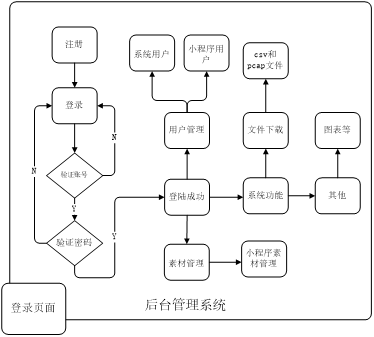 注册
系统用户
小程序用
户
csv和
pcap文件
登录
N
用户管理
文件下载
图表等
N
验证账号
Y
登陆成功
系统功能
其他
验证密码
Y
素材管理
小程序素
材管理
登录页面
后台管理系统